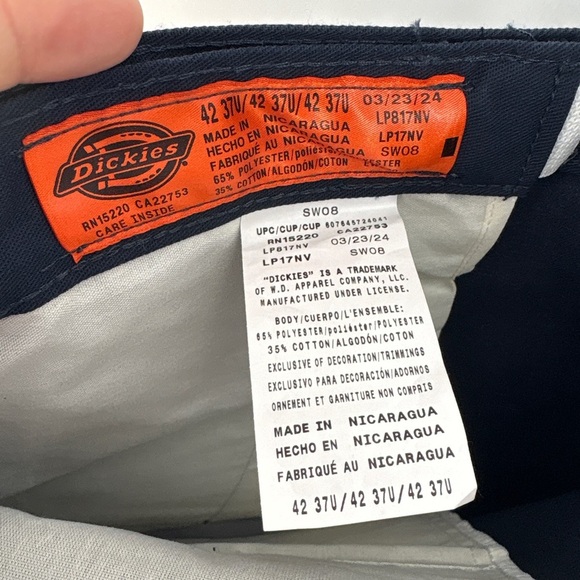 Dickies
RN15220 CA22753
CARE INSIDE
42 37U/42 37U/42 37U
MADE IN NICARAGUA
HECHO EN NICARAGUA
FABRIQUÉ AU NICARAGUA
65% POLYESTER/poliéster
35% COTTON/ALGODÓN/COTON
03/23/24
LP817NV
LP17NV
SW08
SW08
UPC/CUP/CUP
RN15220 CA22753
LP817NV 03/23/24
LP17NV SW08
"DICKIES" IS A TRADEMARK
OF W.D. APPAREL COMPANY, LLC.
MANUFACTURED UNDER LICENSE.
BODY/CUERPO/L'ENSEMBLE:
65% POLYESTER/poliéster/POLYESTER
35% COTTON/ALGODÓN/COTON
EXCLUSIVE OF DECORATION/TRIMMINGS
EXCLUSIVO PARA DECORACIÓN/ADORNOS
ORNEMENT ET GARNITURE NON COMPRIS
MADE IN NICARAGUA
HECHO EN NICARAGUA
FABRIQUÉ AU NICARAGUA
42 37U/42 37U/42 37U